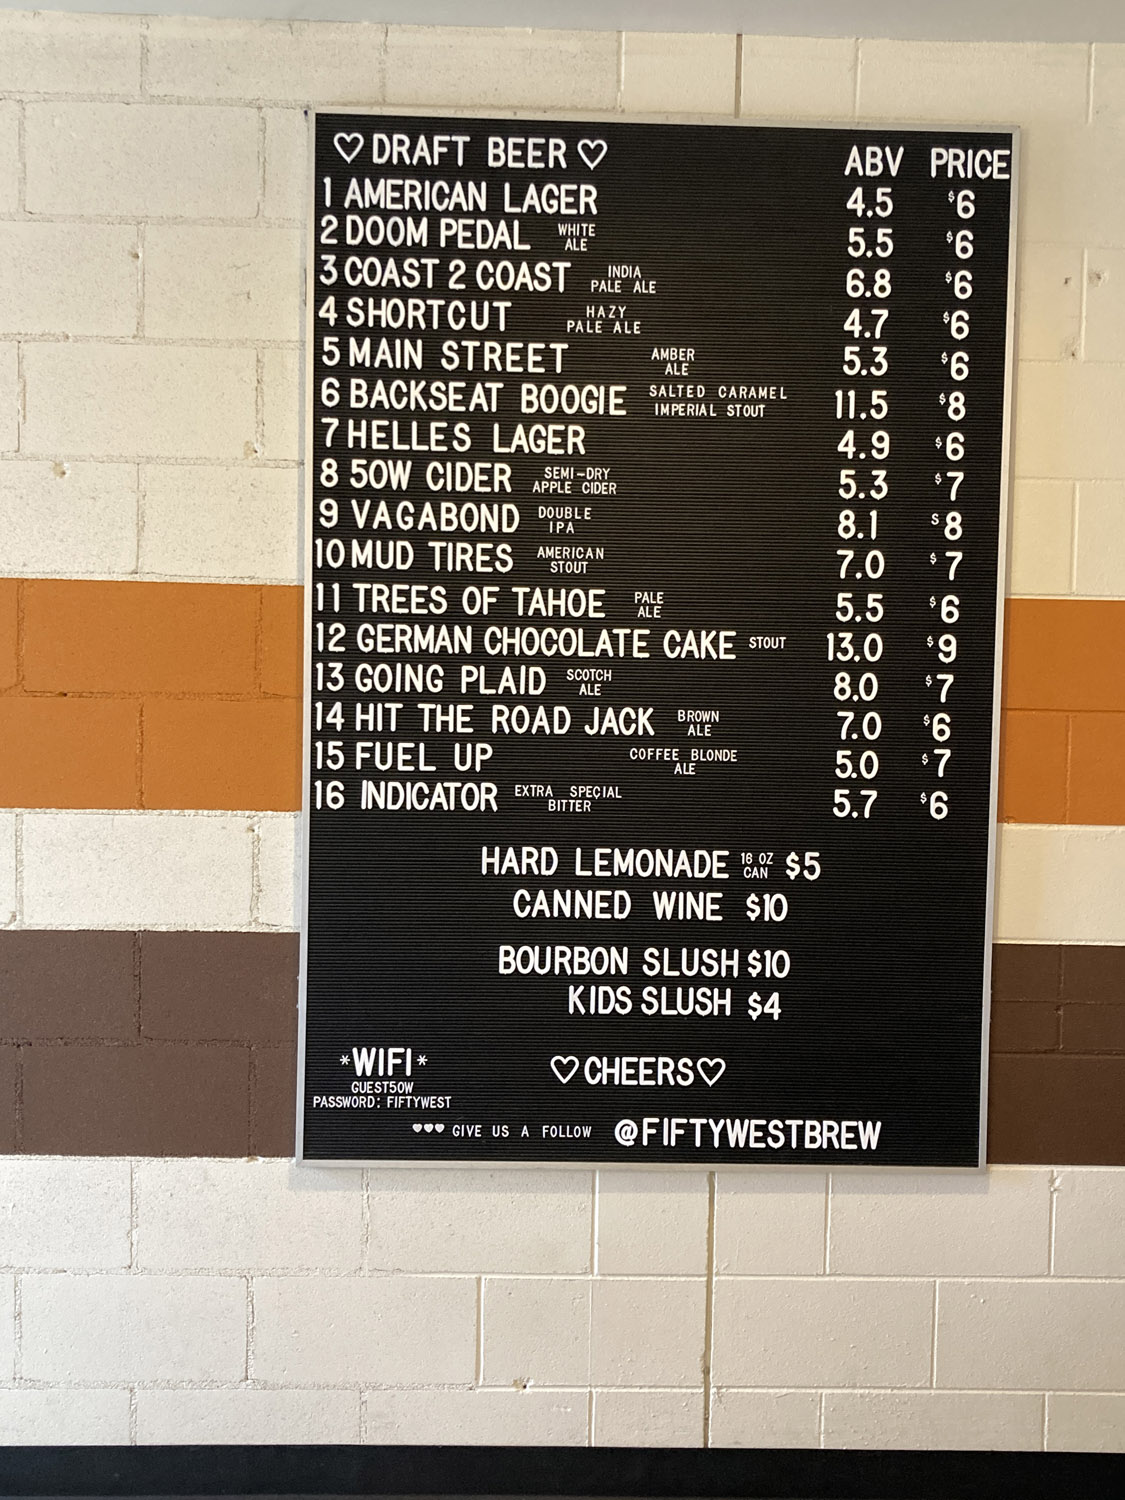 ♡ DRAFT BEER ♡ ABV PRICE
1 AMERICAN LAGER 4.5 $6
2 DOOM PEDAL WHITE ALE 5.5 $6
3 COAST 2 COAST INDIA PALE ALE 6.8 $6
4 SHORTCUT HAZY PALE ALE 4.7 $6
5 MAIN STREET AMBER ALE 5.3 $6
6 BACKSEAT BOOGIE SALTED CARAMEL IMPERIAL STOUT 11.5 $8
7 HELLES LAGER 4.9 $6
8 50W CIDER SEMI-DRY APPLE CIDER 5.3 $7
9 VAGABOND DOUBLE IPA 8.1 S8
10 MUD TIRES AMERICAN STOUT 7.0 $7
11 TREES OF TAHOE PALE ALE 5.5 $6
12 GERMAN CHOCOLATE CAKE STOUT 13.0 $9
13 GOING PLAID SCOTCH ALE 8.0 $7
14 HIT THE ROAD JACK BROWN ALE 7.0 $6
15 FUEL UP COFFEE BLONDE ALE 5.0 $7
16 INDICATOR EXTRA SPECIAL BITTER 5.7 $6
HARD LEMONADE 16 OZ CAN $5
CANNED WINE $10
BOURBON SLUSH $10
KIDS SLUSH $4
*WIFI*
GUEST50W
PASSWORD: FIFTYWEST
♡CHEERS♡
♥♥♥ GIVE US A FOLLOW @FIFTYWESTBREW